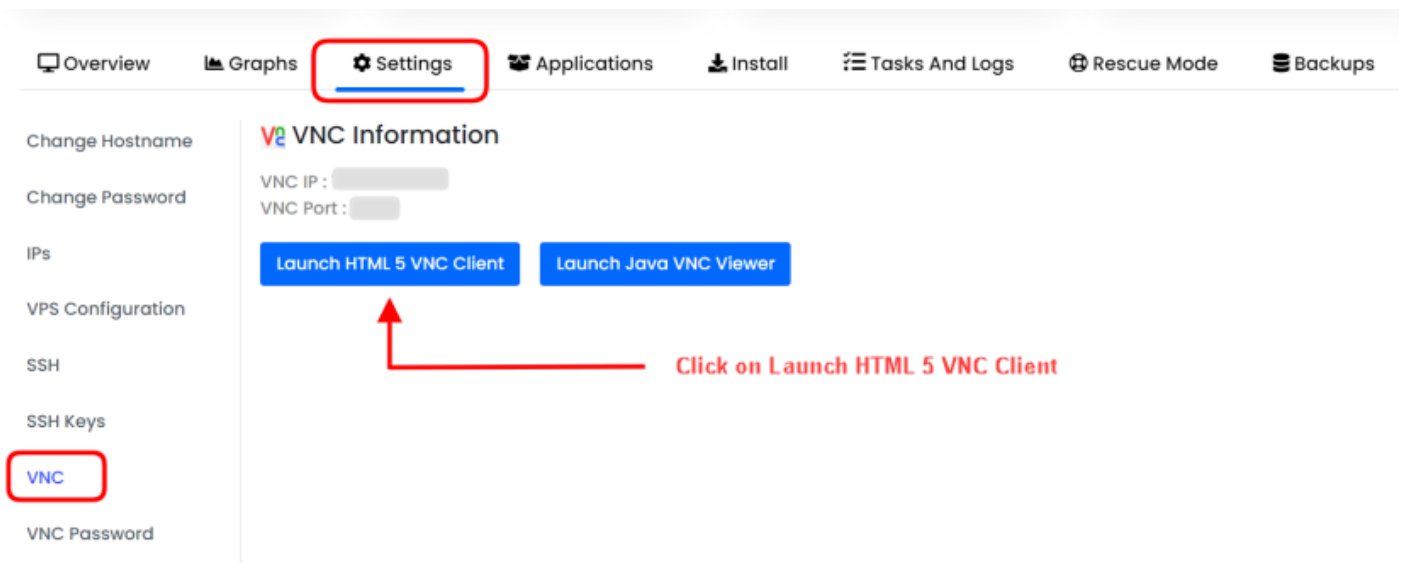 Overview Graphs Settings Applications Install Tasks And Logs Rescue Mode Backups
Change Hostname
Change Password
IPs
VPS Configuration
SSH
SSH Keys
VNC
VNC Password
VNC Information
VNC IP :
VNC Port :
Launch HTML 5 VNC Client Launch Java VNC Viewer
Click on Launch HTML 5 VNC Client